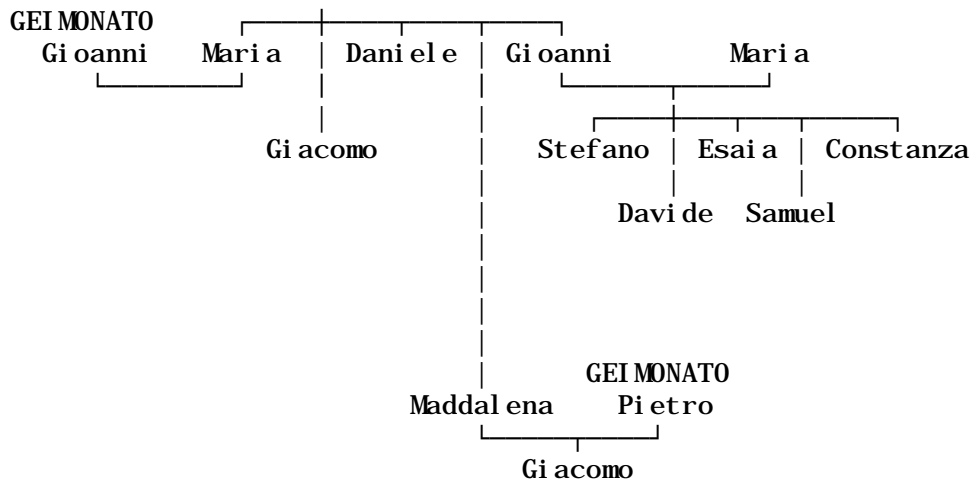 GEIMONATO
Gioanni Maria Daniele Gioanni Maria
Giacomo Stefano Esaia Constanza
Davide Samuel
GEIMONATO
Maddalena Pietro
Giacomo